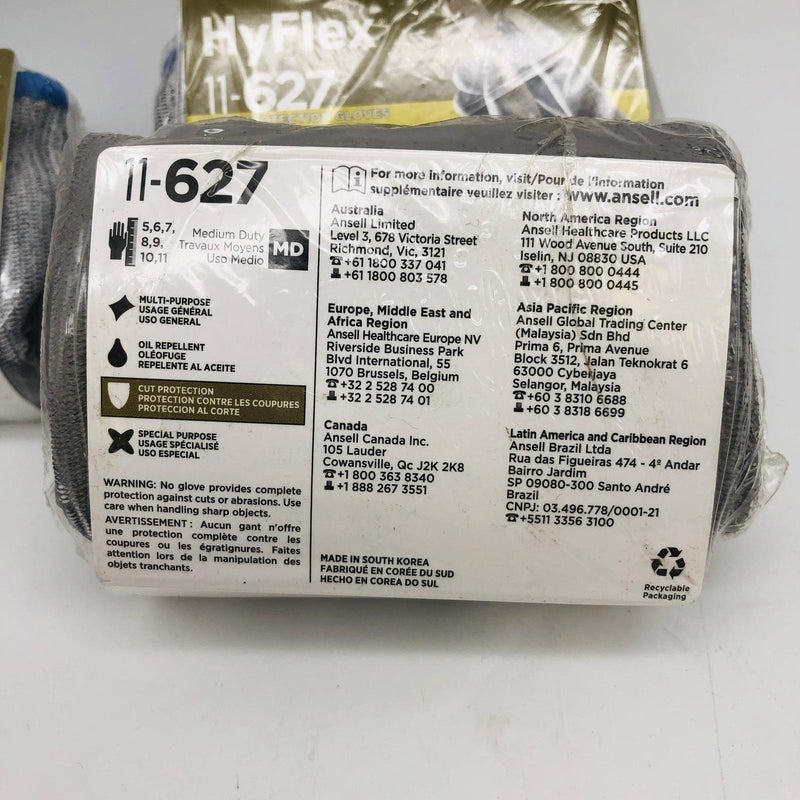 HyFlex®
11-627
GLOVES
11-627
5,6,7,
8,9,
10,11
Medium Duty
Travaux Moyens
Uso Medio
MD
MULTI-PURPOSE
USAGE GÉNÉRAL
USO GENERAL
OIL REPELLENT
OLÉOFUGE
REPELENTE AL ACEITE
CUT PROTECTION
PROTECTION CONTRE LES COUPURES
PROTECCION AL CORTE
SPECIAL PURPOSE
USAGE SPÉCIALISÉ
USO ESPECIAL
WARNING: No glove provides complete
protection against cuts or abrasions. Use
care when handling sharp objects.
AVERTISSEMENT : Aucun gant n'offre
une protection complète contre les
coupures ou les égratignures. Faites
attention lors de la manipulation des
objets tranchants.
For more information, visit/Pour de l'information
supplémentaire veuillez visiter : www.ansell.com
Australia
Ansell Limited
Level 3, 678 Victoria Street
Richmond, Vic, 3121
+61 1800 337 041
+61 1800 803 578
Europe, Middle East and
Africa Region
Ansell Healthcare Europe NV
Riverside Business Park
Blvd International, 55
1070 Brussels, Belgium
+32 2 528 74 00
+32 2 528 74 01
Canada
Ansell Canada Inc.
105 Lauder
Cowansville, Qc J2K 2K8
+1 800 363 8340
+1 888 267 3551
MADE IN SOUTH KOREA
FABRIQUÉ EN CORÉE DU SUD
HECHO EN COREA DO SUL
North America Region
Ansell Healthcare Products LLC
111 Wood Avenue South, Suite 210
Iselin, NJ 08830 USA
+1 800 800 0444
+1 800 800 0445
Asia Pacific Region
Ansell Global Trading Center
(Malaysia) Sdn Bhd
Prima 6, Prima Avenue
Block 3512, Jalan Teknokrat 6
63000 Cyberjaya
Selangor, Malaysia
+60 3 8310 6688
+60 3 8318 6699
Latin America and Caribbean Region
Ansell Brazil Ltda
Rua das Figueiras 474 - 4º Andar
Bairro Jardim
SP 09080-300 Santo André
Brazil
CNPJ: 03.496.778/0001-21
+5511 3356 3100
Recyclable
Packaging